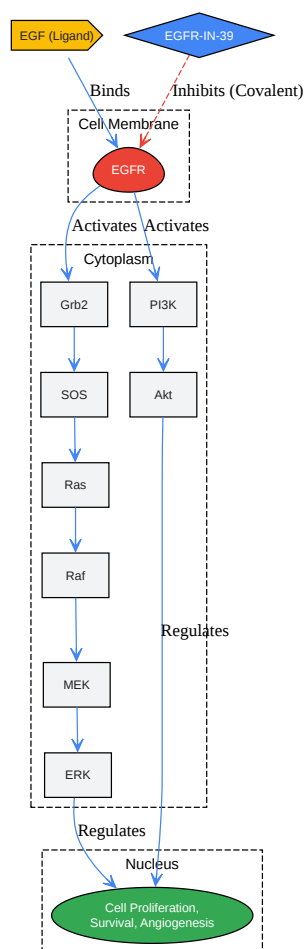 EGF (Ligand)
EGFR-IN-39
Binds
Inhibits (Covalent)
Cell Membrane
EGFR
Activates
Activates
Cytoplasm
Grb2
PI3K
SOS
Akt
Ras
Raf
Regulates
MEK
ERK
Regulates
Nucleus
Cell Proliferation,
Survival, Angiogenesis